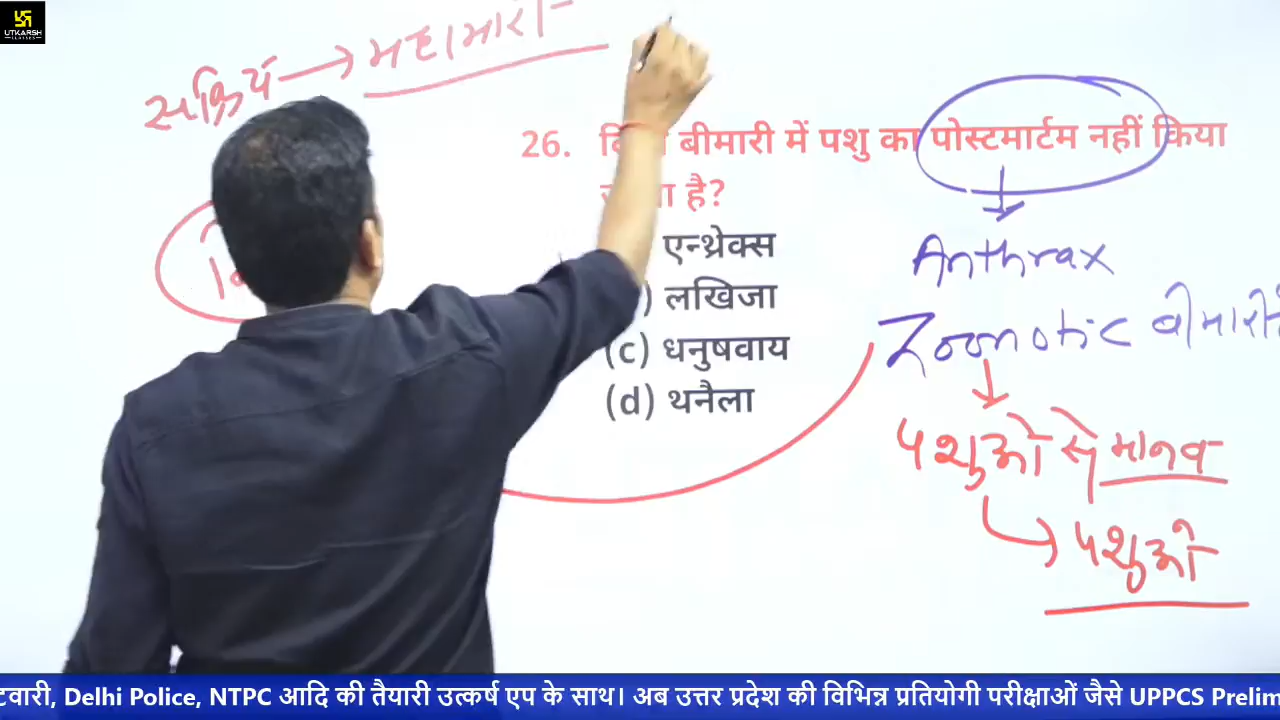 UTKARSH
CLASSES
सक्रिय → महामारी
26. बीमारी में पशु का पोस्टमार्टम नहीं किया
है?
एन्थ्रेक्स
) लखिजा
(c) धनुषवाय
(d) थनैला
Anthrax
Zoonotic बीमारी
पशुओ से मानव
पशुओ
टवारी, Delhi Police, NTPC आदि की तैयारी उत्कर्ष एप के साथ। अब उत्तर प्रदेश की विभिन्न प्रतियोगी परीक्षाओं जैसे UPPCS Prelim